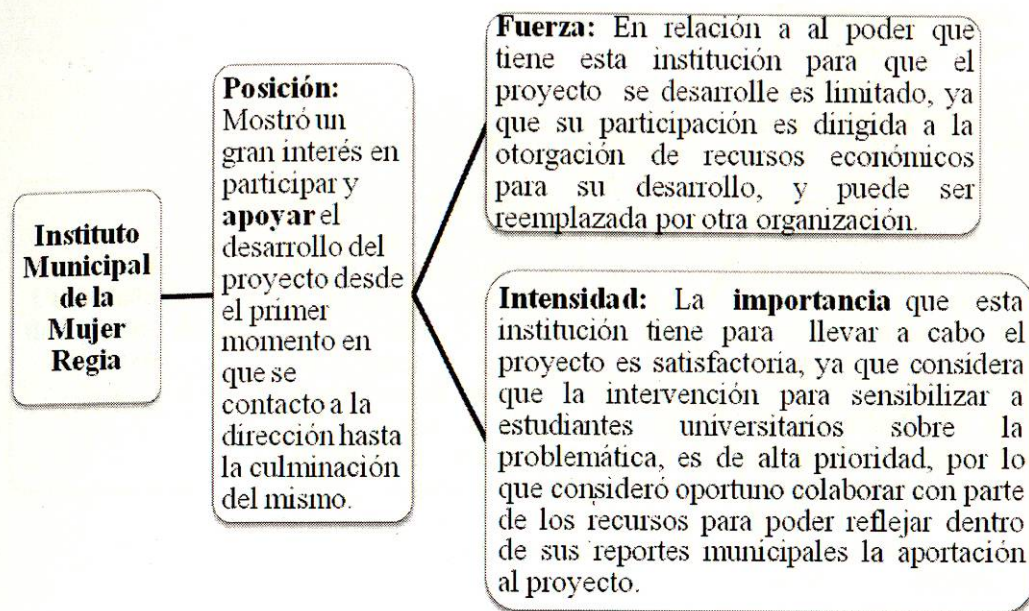 Instituto
Municipal
de la
Mujer
Regia
Posición:
Mostró un
gran interés en
participar y
apoyar el
desarrollo del
proyecto desde
el primer
momento en
que se
contacto a la
dirección hasta
la culminación
del mismo.
Fuerza: En relación a al poder que
tiene esta institución para que el
proyecto se desarrolle es limitado, ya
que su participación es dirigida a la
otorgación de recursos económicos
para su desarrollo, y puede ser
reemplazada por otra organización.
Intensidad: La importancia que esta
institución tiene para llevar a cabo el
proyecto es satisfactoria, ya que considera
que la intervención para sensibilizar a
estudiantes universitarios sobre la
problemática, es de alta prioridad, por lo
que consideró oportuno colaborar con parte
de los recursos para poder reflejar dentro
de sus reportes municipales la aportación
al proyecto.